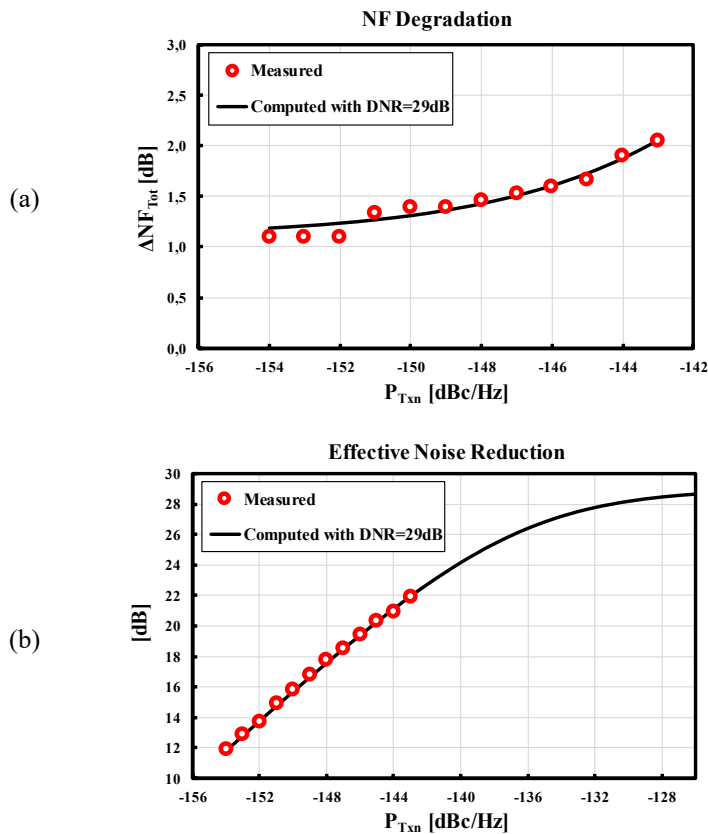 NF Degradation
3,0
2,5
2,0
1,5
1,0
0,5
0,0
ΔNF_Tot [dB]
Measured
Computed with DNR=29dB
(a)
-156 -154 -152 -150 -148 -146 -144 -142
P_Txn [dBc/Hz]
Effective Noise Reduction
30
28
26
24
22
20
18
16
14
12
10
[dB]
Measured
Computed with DNR=29dB
(b)
-156 -152 -148 -144 -140 -136 -132 -128
P_Txn [dBc/Hz]